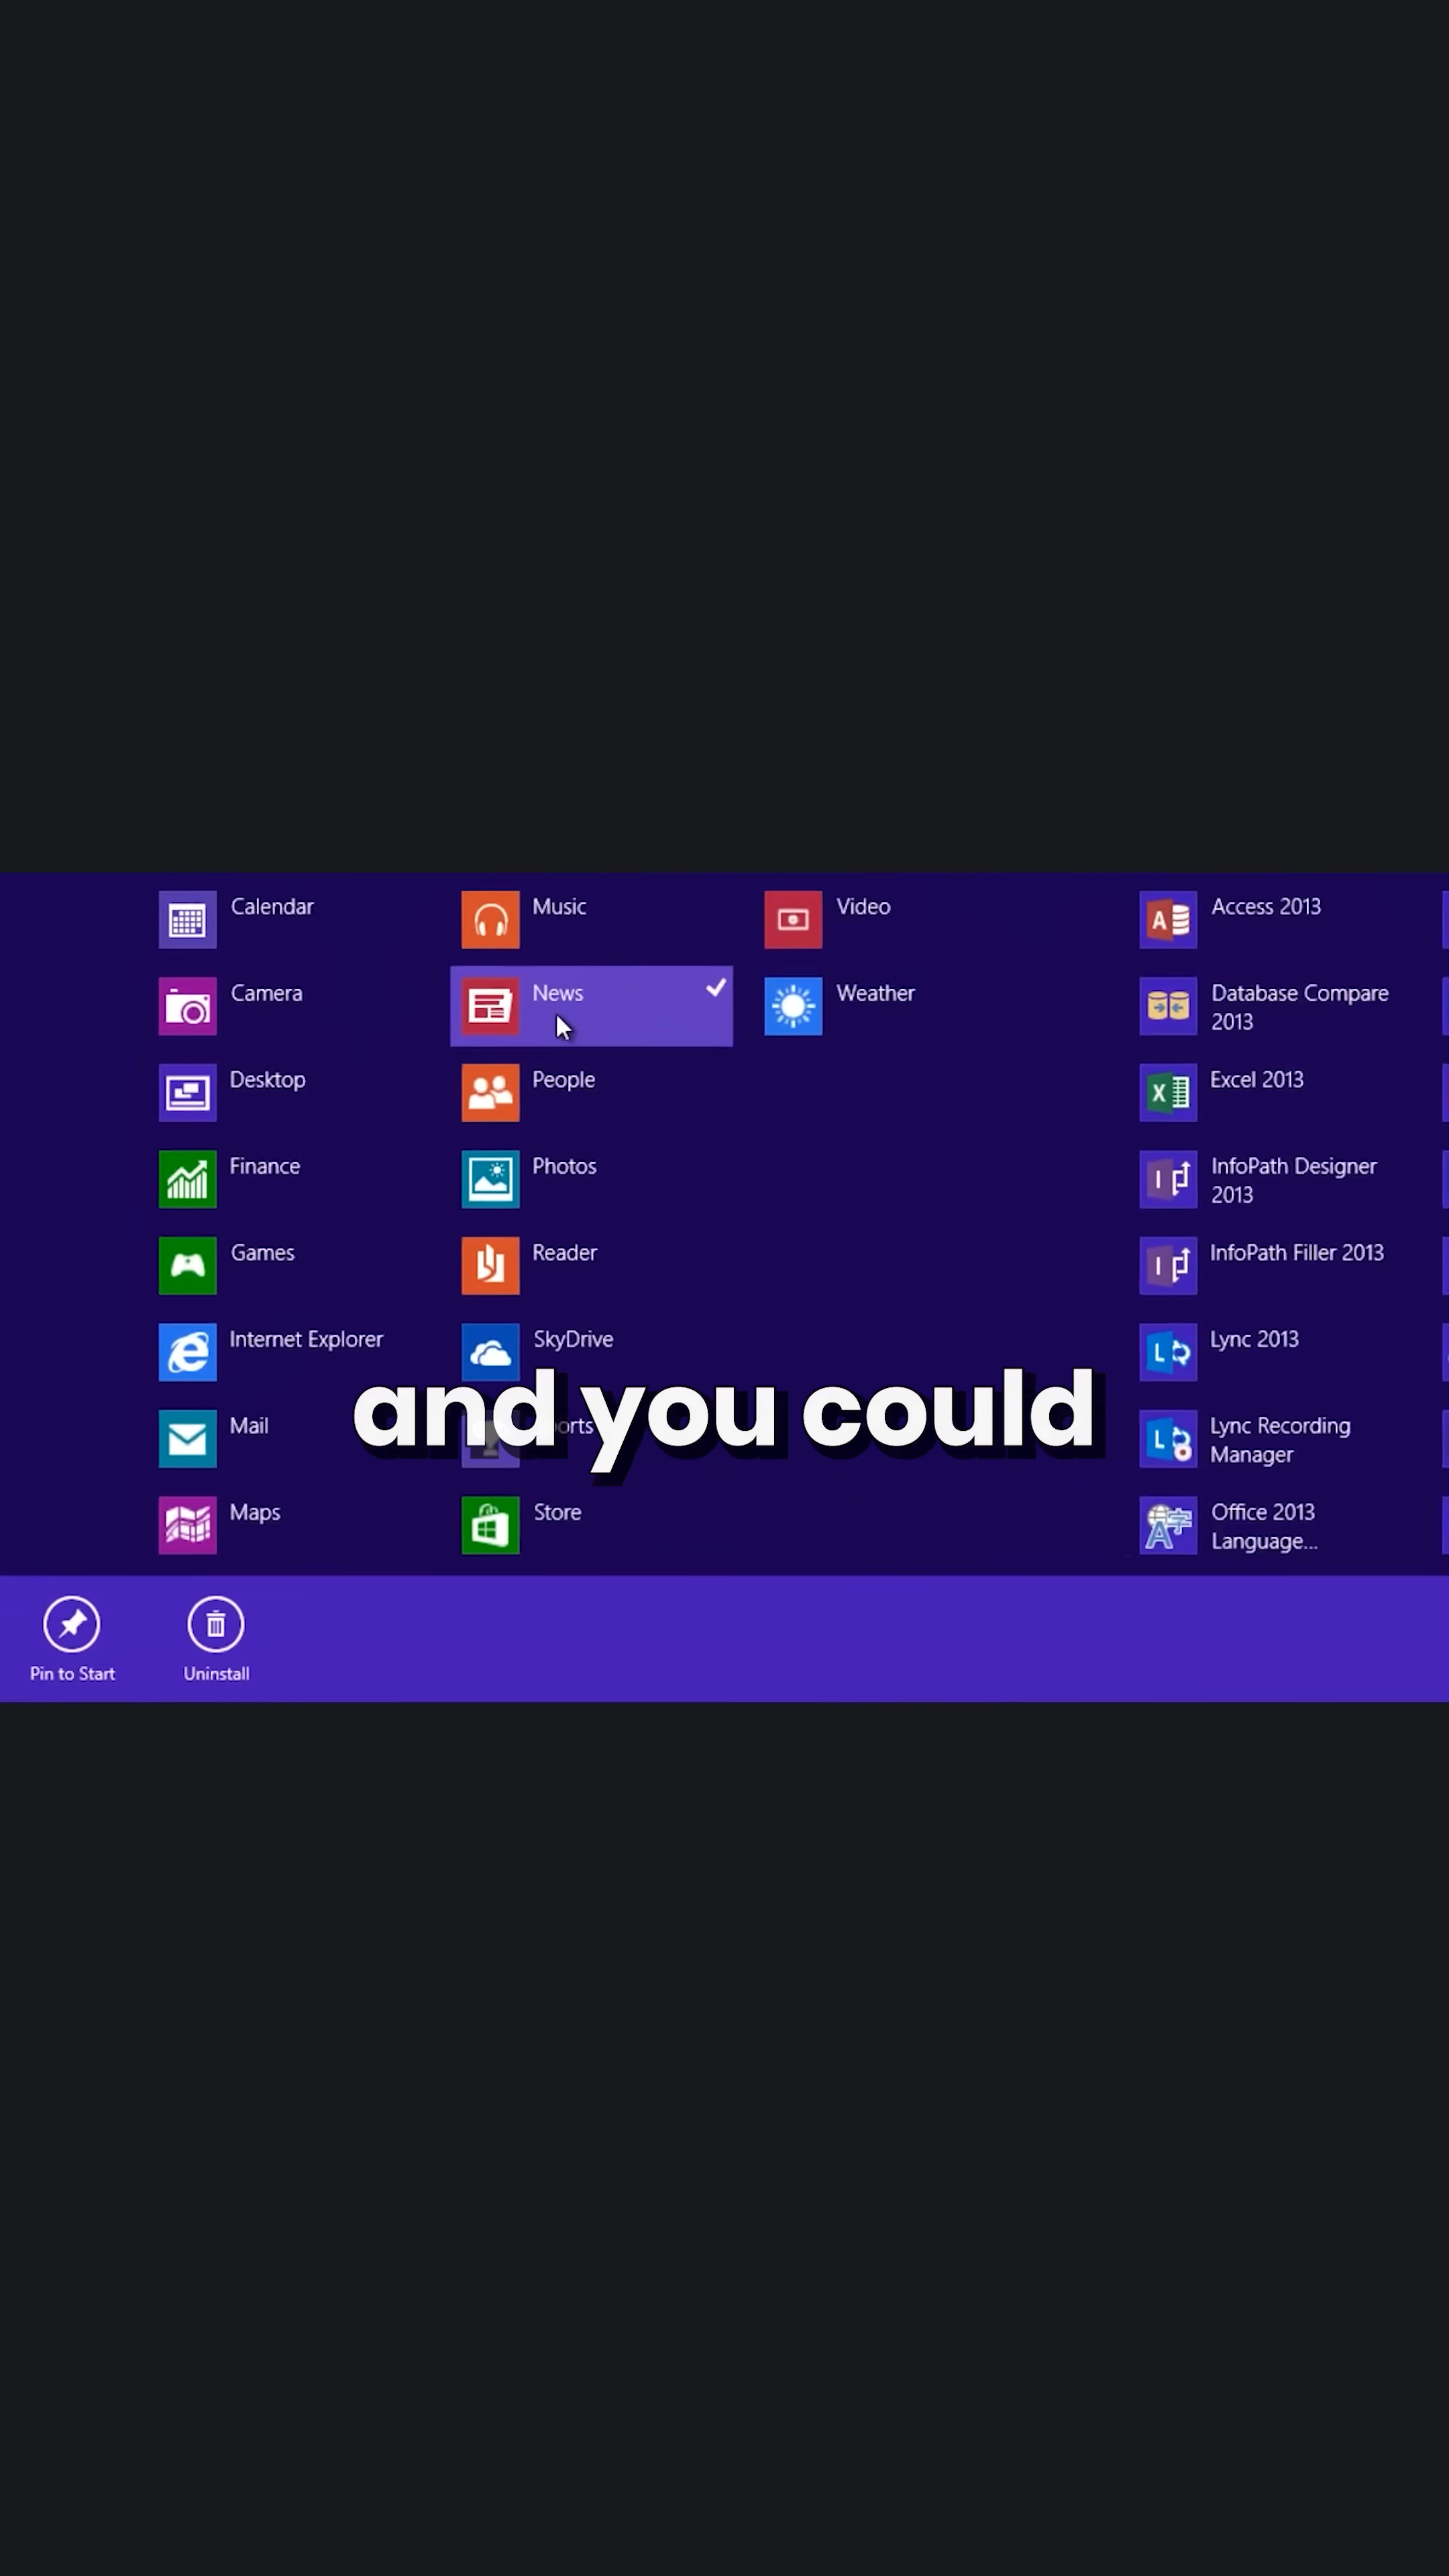 Calendar
Camera
Desktop
Finance
Games
Internet Explorer
Mail
Maps
Music
News
People
Photos
Reader
SkyDrive
Store
Video
Weather
Access 2013
Database Compare
2013
Excel 2013
InfoPath Designer
2013
InfoPath Filler 2013
Lync 2013
Lync Recording
Manager
Office 2013
Language...
and you could
Pin to Start
Uninstall